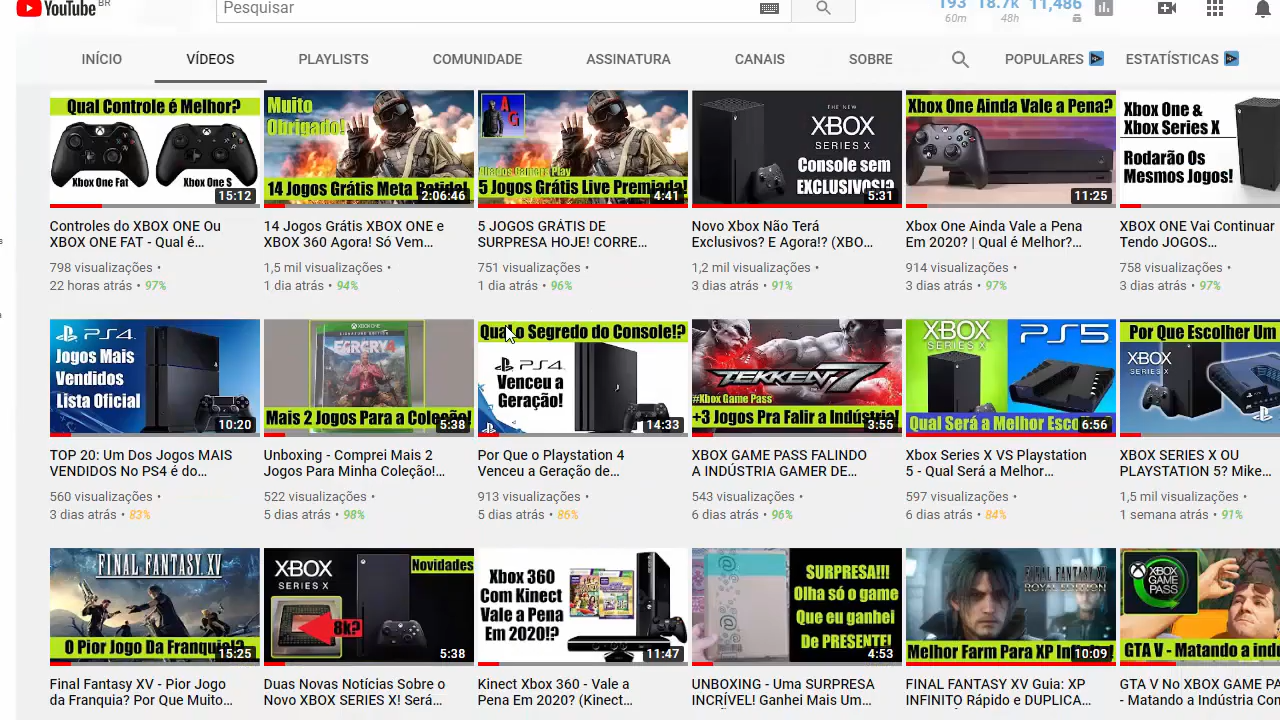 YouTube BR
Pesquisar
193 18.7k 11,486
60m 48h
INÍCIO VÍDEOS PLAYLISTS COMUNIDADE ASSINATURA CANAIS SOBRE POPULARES ESTATÍSTICAS
Qual Controle é Melhor?
Xbox One Fat Xbox One S
15:12
Muito
Obrigado!
14 Jogos Grátis Meta Batida!
2:06:46
A
G
5 Jogos Grátis Live Premiada!
4:41
THE NEW
XBOX
SERIES X
Console sem
EXCLUSIVOS!?
5:31
Xbox One Ainda Vale a Pena?
11:25
Xbox One &
Xbox Series X
Rodarão Os
Mesmos Jogos!
Controles do XBOX ONE Ou
XBOX ONE FAT - Qual é...
798 visualizações •
22 horas atrás • 97%
14 Jogos Grátis XBOX ONE e
XBOX 360 Agora! Só Vem...
1,5 mil visualizações •
1 dia atrás • 94%
5 JOGOS GRÁTIS DE
SURPRESA HOJE! CORRE...
751 visualizações •
1 dia atrás • 96%
Novo Xbox Não Terá
Exclusivos? E Agora!? (XBO...
1,2 mil visualizações •
3 dias atrás • 91%
Xbox One Ainda Vale a Pena
Em 2020? | Qual é Melhor?...
914 visualizações •
3 dias atrás • 97%
XBOX ONE Vai Continuar
Tendo JOGOS...
758 visualizações •
3 dias atrás • 97%
PS4
Jogos Mais
Vendidos
Lista Oficial
10:20
XBOX ONE
FARCRY4
Mais 2 Jogos Para a Coleção!
5:38
Qual o Segredo do Console!?
PS4
Venceu a
Geração!
14:33
TEKKEN 7
#Xbox Game Pass
+3 Jogos Pra Falir a Indústria!
3:55
XBOX
SERIES X
PS5
Qual Será a Melhor Esco
6:56
Por Que Escolher Um
XBOX
SERIES X
TOP 20: Um Dos Jogos MAIS
VENDIDOS No PS4 é do...
560 visualizações •
3 dias atrás • 83%
Unboxing - Comprei Mais 2
Jogos Para Minha Coleção!...
522 visualizações •
5 dias atrás • 98%
Por Que o Playstation 4
Venceu a Geração de...
913 visualizações •
5 dias atrás • 86%
XBOX GAME PASS FALINDO
A INDÚSTRIA GAMER DE...
543 visualizações •
6 dias atrás • 96%
Xbox Series X VS Playstation
5 - Qual Será a Melhor...
597 visualizações •
6 dias atrás • 84%
XBOX SERIES X OU
PLAYSTATION 5? Mike...
1,5 mil visualizações •
1 semana atrás • 91%
FINAL FANTASY XV
O Pior Jogo Da Franquia!?
15:25
XBOX
SERIES X
Novidades
8k?
5:38
Xbox 360
Com Kinect
Vale a Pena
Em 2020!?
11:47
SURPRESA!!!
Olha só o game
Que eu ganhei
De PRESENTE!
4:53
FINAL FANTASY XV
ROYAL EDITION
Melhor Farm Para XP In
10:09
XBOX
GAME
PASS
GTA V - Matando a indú
Final Fantasy XV - Pior Jogo
da Franquia? Por Que Muito...
Duas Novas Notícias Sobre o
Novo XBOX SERIES X! Será...
Kinect Xbox 360 - Vale a
Pena Em 2020? (Kinect...
UNBOXING - Uma SURPRESA
INCRÍVEL! Ganhei Mais Um...
FINAL FANTASY XV Guia: XP
INFINITO Rápido e DUPLICA...
GTA V No XBOX GAME PA
- Matando a Indústria Con